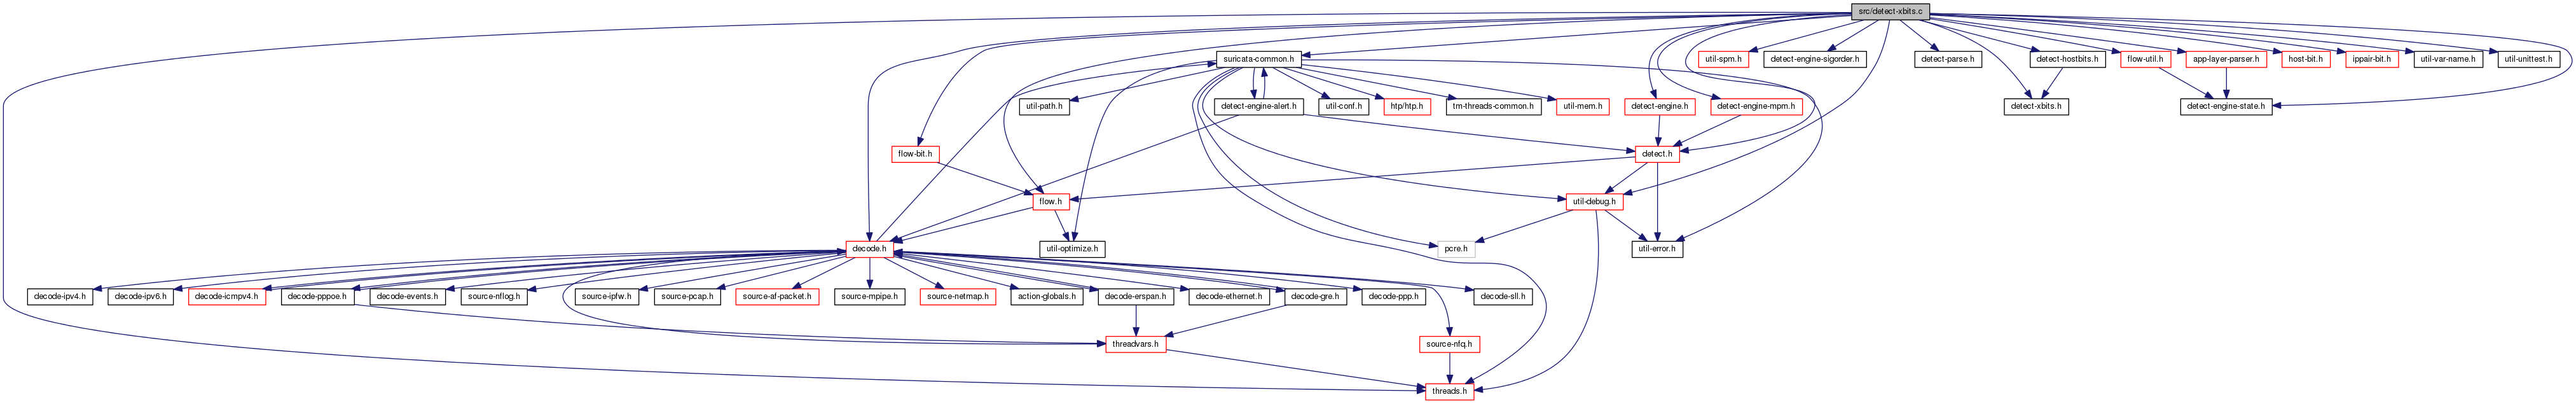 src/detect-xbits.c
suricata-common.h
util-spm.h
detect-engine-sigorder.h
detect-parse.h
detect-hostbits.h
flow-util.h
app-layer-parser.h
host-bit.h
ippair-bit.h
util-var-name.h
util-unittest.h
util-path.h
detect-engine-alert.h
util-conf.h
htp/htp.h
tm-threads-common.h
util-mem.h
detect-engine.h
detect-engine-mpm.h
detect-xbits.h
detect-engine-state.h
flow-bit.h
detect.h
flow.h
util-debug.h
decode.h
util-optimize.h
pcre.h
util-error.h
decode-ipv4.h
decode-ipv6.h
decode-icmpv4.h
decode-pppoe.h
decode-events.h
source-nflog.h
source-ipfw.h
source-pcap.h
source-af-packet.h
source-mpipe.h
source-netmap.h
action-globals.h
decode-erspan.h
decode-ethernet.h
decode-gre.h
decode-ppp.h
decode-sll.h
threadvars.h
source-nfq.h
threads.h